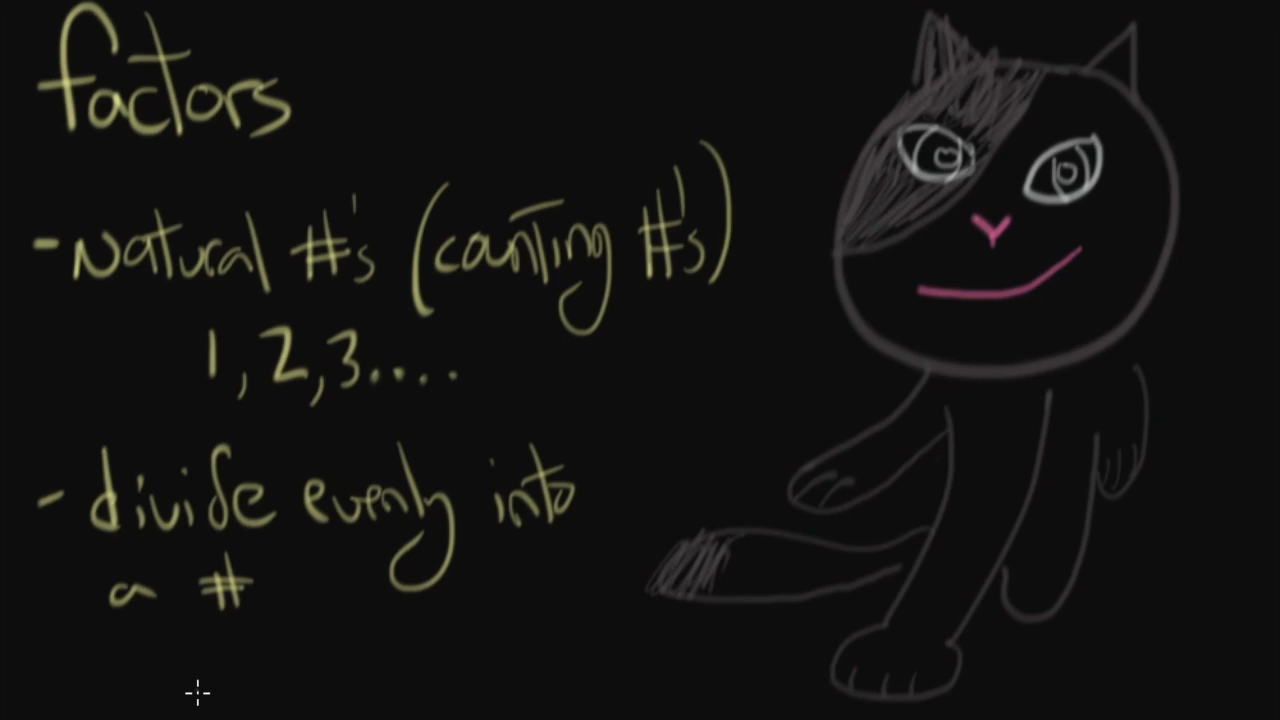 factors
- Natural #'s (counting #'s)
1, 2, 3....
- divide evenly into
a #